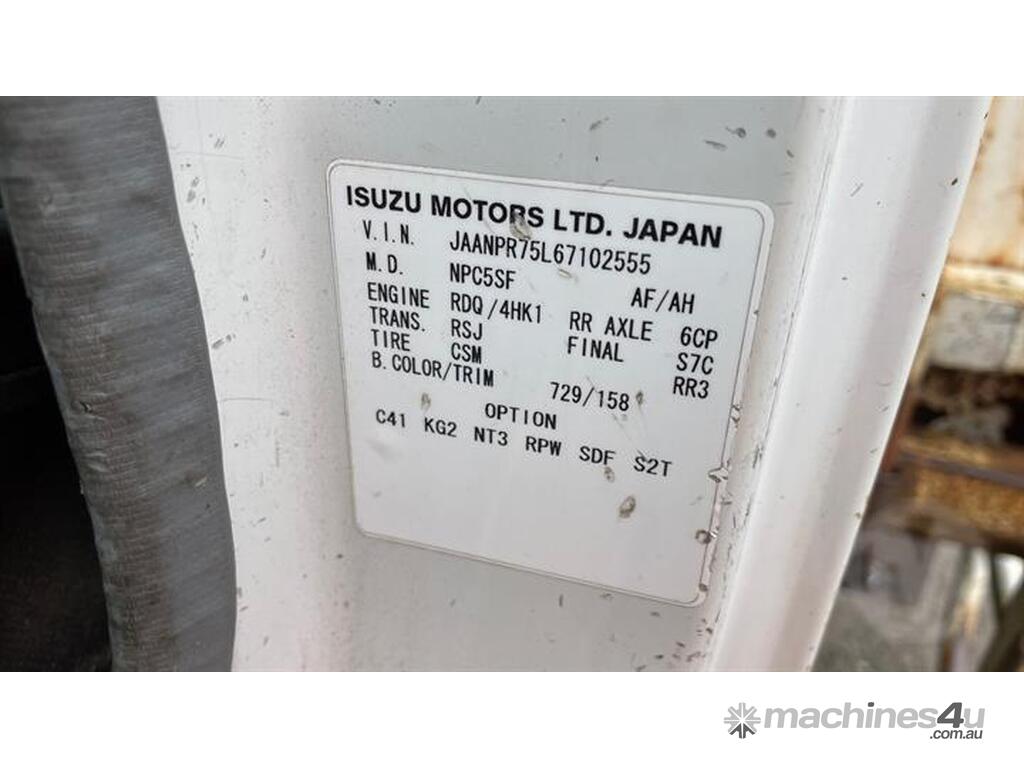 ISUZU MOTORS LTD. JAPAN
V.I.N. JAANPR75L67102555
M.D. NPC5SF AF/AH
ENGINE RDQ/4HK1 RR AXLE 6CP
TRANS. RSJ FINAL S7C
TIRE CSM RR3
B.COLOR/TRIM 729/158
OPTION
C41 KG2 NT3 RPW SDF S2T
machines4u
.com.au